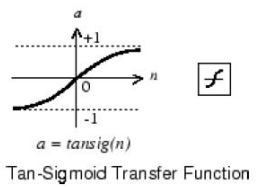 a
+1
n
0
-1
a = tansig(n)
Tan-Sigmoid Transfer Function